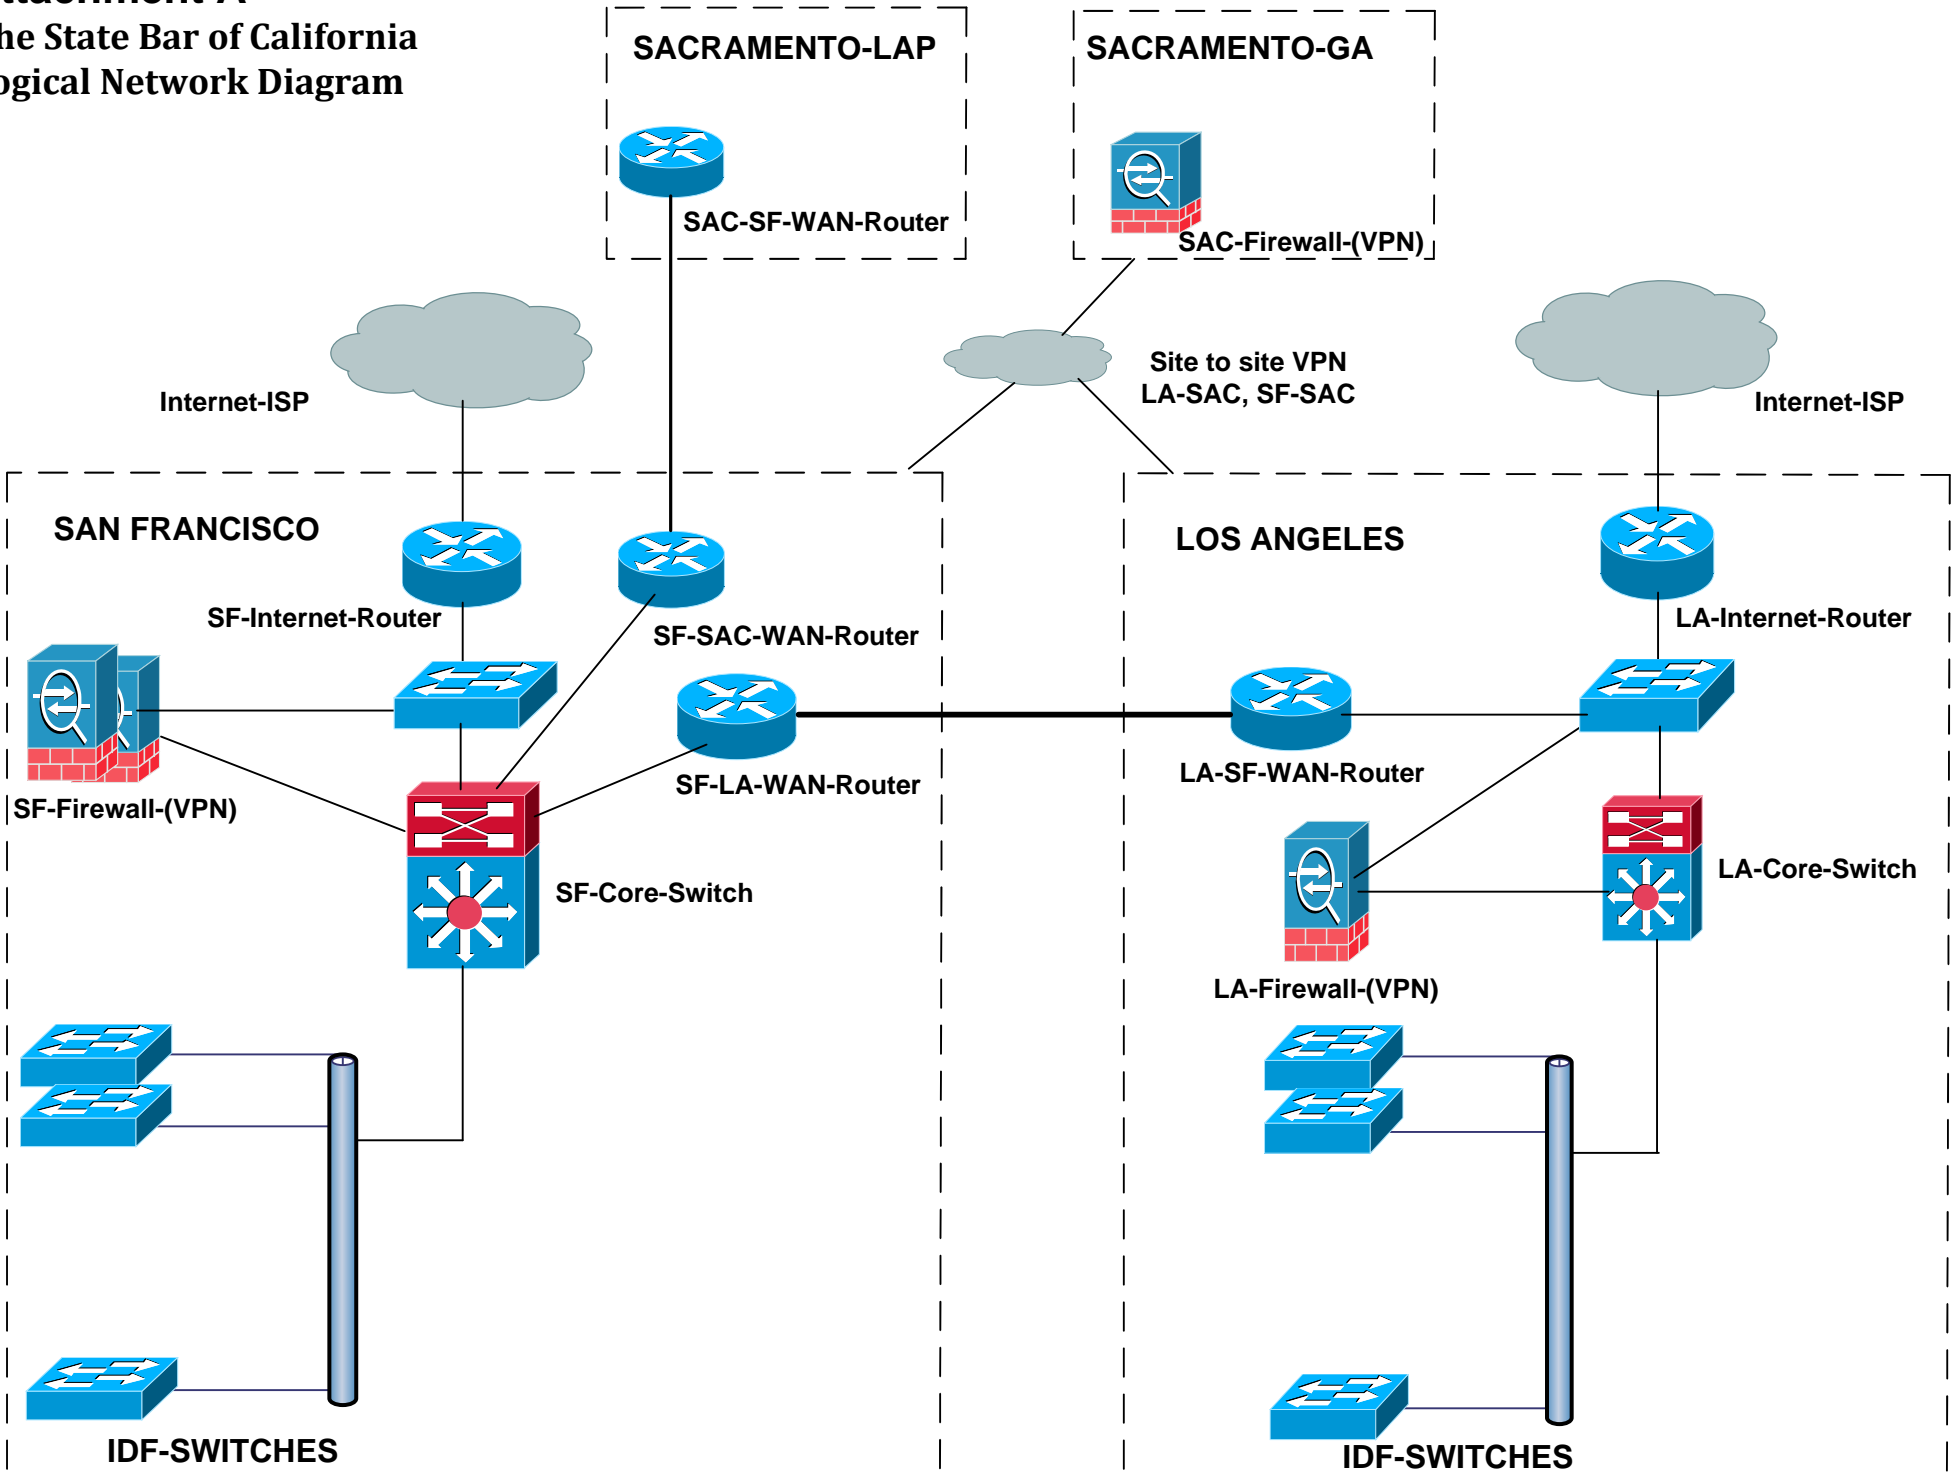 he State Bar of California
ogical Network Diagram
SACRAMENTO-LAP
SACRAMENTO-GA
SAC-SF-WAN-Router
SAC-Firewall-(VPN)
Internet-ISP
Site to site VPN
LA-SAC, SF-SAC
Internet-ISP
SAN FRANCISCO
LOS ANGELES
SF-Internet-Router
SF-SAC-WAN-Router
LA-Internet-Router
SF-LA-WAN-Router
LA-SF-WAN-Router
SF-Firewall-(VPN)
SF-Core-Switch
LA-Core-Switch
LA-Firewall-(VPN)
IDF-SWITCHES
IDF-SWITCHES